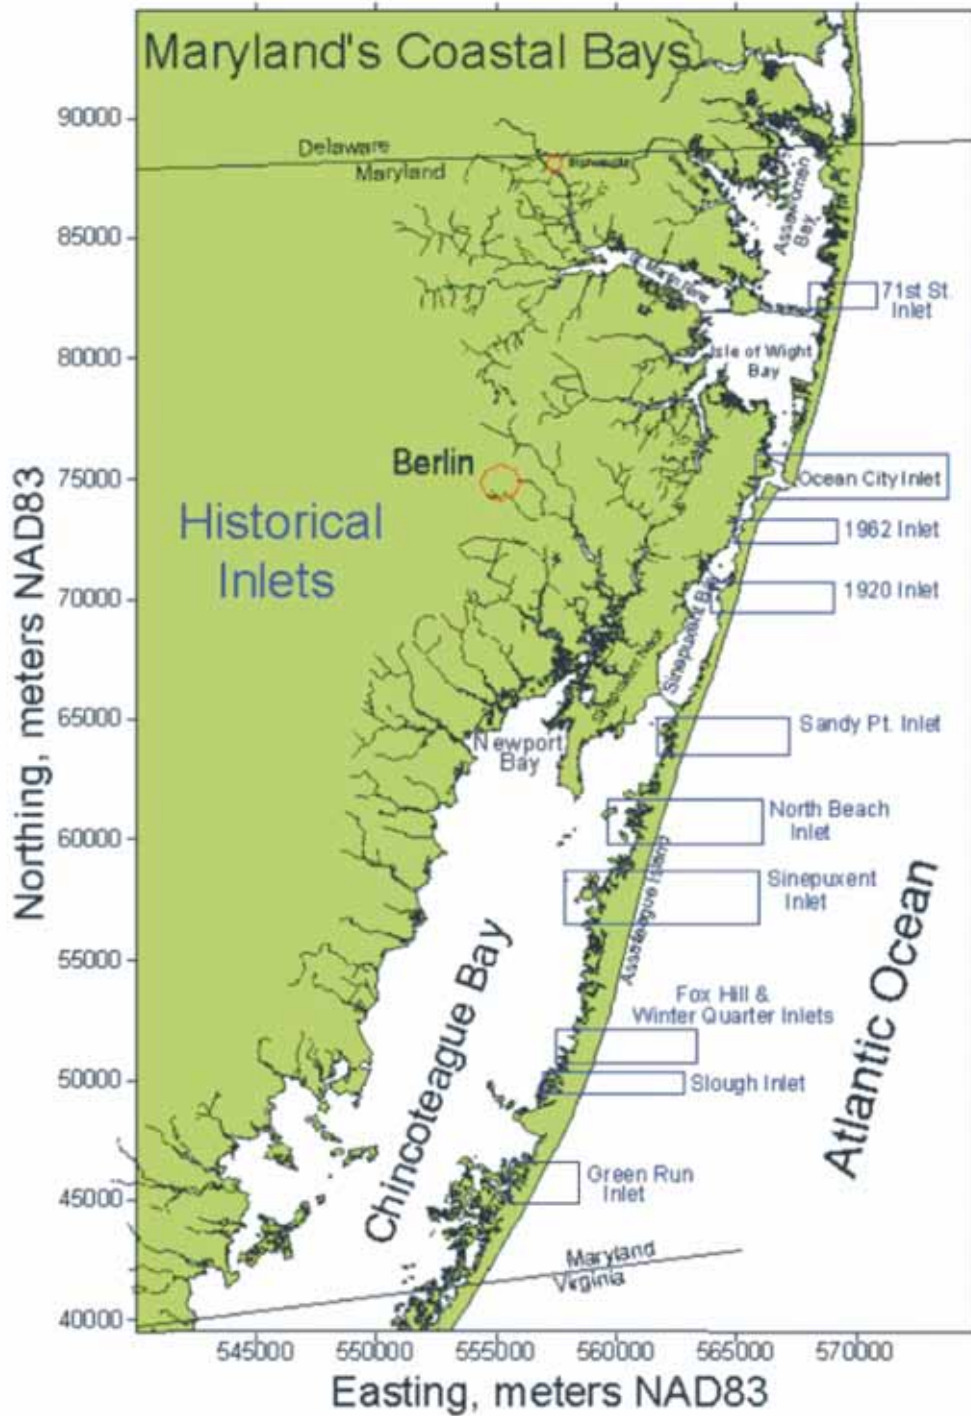 Maryland's Coastal Bays
90000
Delaware
Maryland
Assawoman
Bay
85000
St. Martin River
71st St.
Inlet
80000
Isle of Wight
Bay
Berlin
75000
Ocean City Inlet
Historical
Inlets
1962 Inlet
70000
1920 Inlet
Sinepuxent Bay
65000
Sandy Pt. Inlet
Newport
Bay
North Beach
Inlet
60000
Assateague Island
Sinepuxent
Inlet
55000
Fox Hill &
Winter Quarter Inlets
50000
Slough Inlet
Chincoteague Bay
Atlantic Ocean
Green Run
Inlet
45000
Maryland
Virginia
40000
545000
550000
555000
560000
565000
570000
Northing, meters NAD83
Easting, meters NAD83